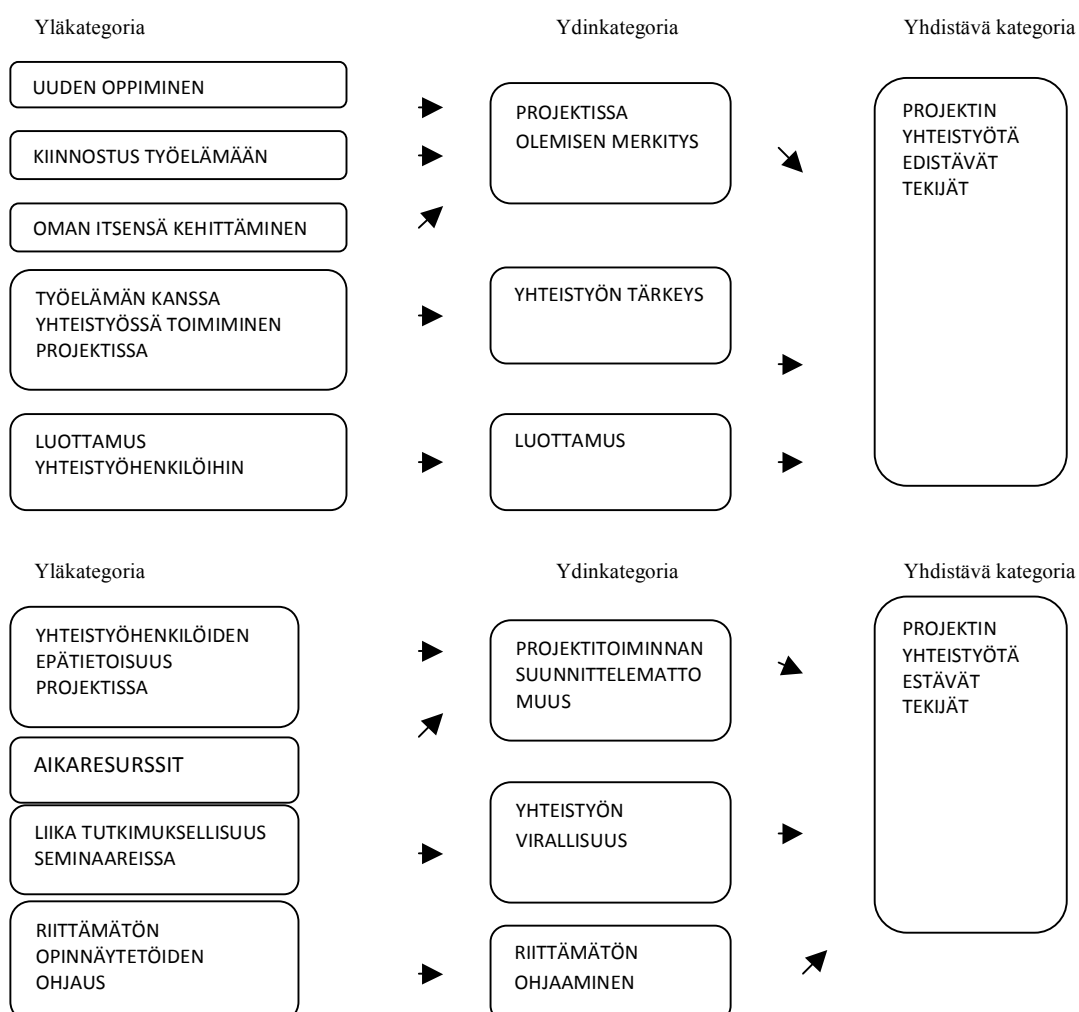 Yläkategoria
Ydinkategoria
Yhdistävä kategoria
UUDEN OPPIMINEN
KIINNOSTUS TYÖELÄMÄÄN
OMAN ITSENSÄ KEHITTÄMINEN
TYÖELÄMÄN KANSSA
YHTEISTYÖSSÄ TOIMIMINEN
PROJEKTISSA
LUOTTAMUS
YHTEISTYÖHENKILÖIHIN
PROJEKTISSA
OLEMISEN MERKITYS
YHTEISTYÖN TÄRKEYS
LUOTTAMUS
PROJEKTIN
YHTEISTYÖTÄ
EDISTÄVÄT
TEKIJÄT
Yläkategoria
Ydinkategoria
Yhdistävä kategoria
YHTEISTYÖHENKILÖIDEN
EPÄTIETOISUUS
PROJEKTISSA
AIKARESURSSIT
LIIKA TUTKIMUKSELLISUUS
SEMINAAREISSA
RIITTÄMÄTÖN
OPINNÄYTETÖIDEN
OHJAUS
PROJEKTITOIMINNAN
SUUNNITTELEMATTO
MUUS
YHTEISTYÖN
VIRALLISUUS
RIITTÄMÄTÖN
OHJAAMINEN
PROJEKTIN
YHTEISTYÖTÄ
ESTÄVÄT
TEKIJÄT